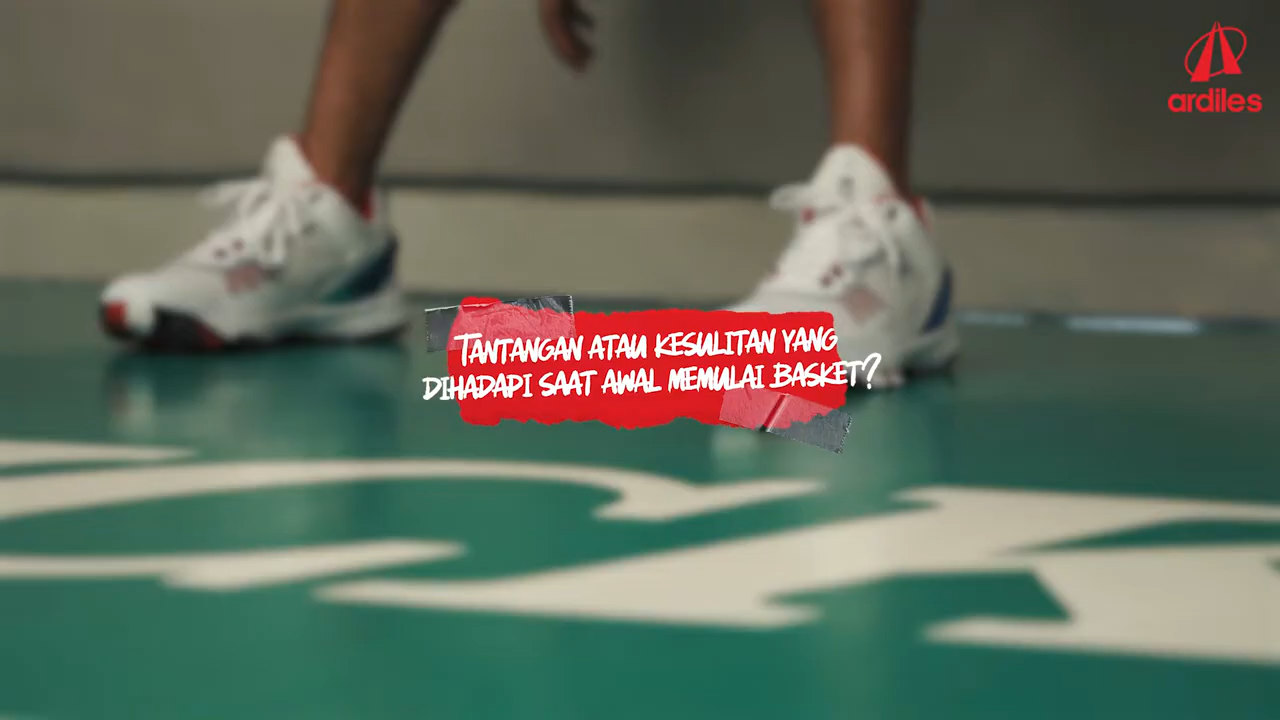 ardiles
TANTANGAN ATAU KESULITAN YANG
DIHADAPI SAAT AWAL MEMULAI BASKET?